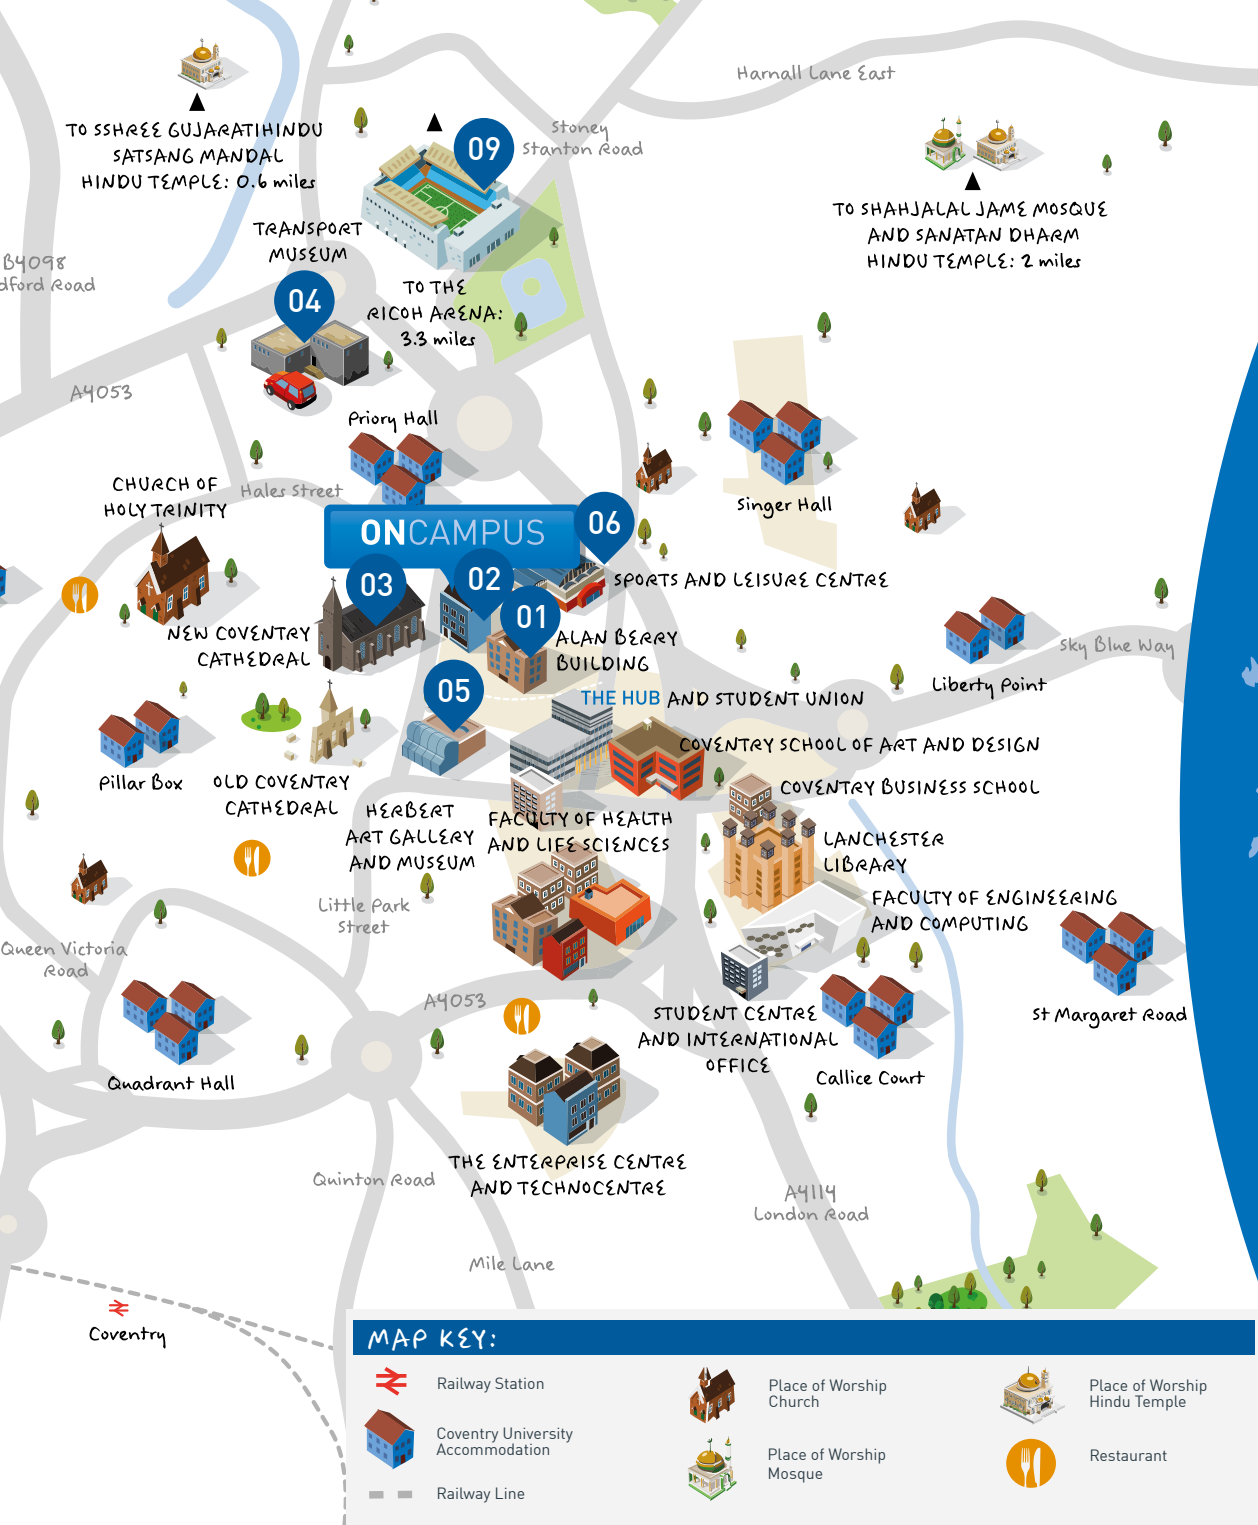 Harnall Lane East
TO SSHREE GUJARATIHINDU
SATSANG MANDAL
HINDU TEMPLE: 0.6 miles
Stoney
Stanton Road
09
TO SHAHJALAL JAME MOSQUE
AND SANATAN DHARM
HINDU TEMPLE: 2 miles
TRANSPORT
MUSEUM
B4098
dford Road
04
TO THE
RICOH ARENA:
3.3 miles
A4053
Priory Hall
CHURCH OF
HOLY TRINITY
Hales Street
Singer Hall
ONCAMPUS
06
03
02
01
SPORTS AND LEISURE CENTRE
NEW COVENTRY
CATHEDRAL
ALAN BERRY
BUILDING
Sky Blue Way
Liberty Point
05
THE HUB AND STUDENT UNION
COVENTRY SCHOOL OF ART AND DESIGN
Pillar Box
OLD COVENTRY
CATHEDRAL
COVENTRY BUSINESS SCHOOL
HERBERT
ART GALLERY
AND MUSEUM
FACULTY OF HEALTH
AND LIFE SCIENCES
LANCHESTER
LIBRARY
Little Park
Street
FACULTY OF ENGINEERING
AND COMPUTING
Queen Victoria
Road
A4053
STUDENT CENTRE
AND INTERNATIONAL
OFFICE
St Margaret Road
Callice Court
Quadrant Hall
Quinton Road
THE ENTERPRISE CENTRE
AND TECHNOCENTRE
A4114
London Road
Mile Lane
Coventry
MAP KEY:
Railway Station
Coventry University
Accommodation
Railway Line
Place of Worship
Church
Place of Worship
Mosque
Place of Worship
Hindu Temple
Restaurant